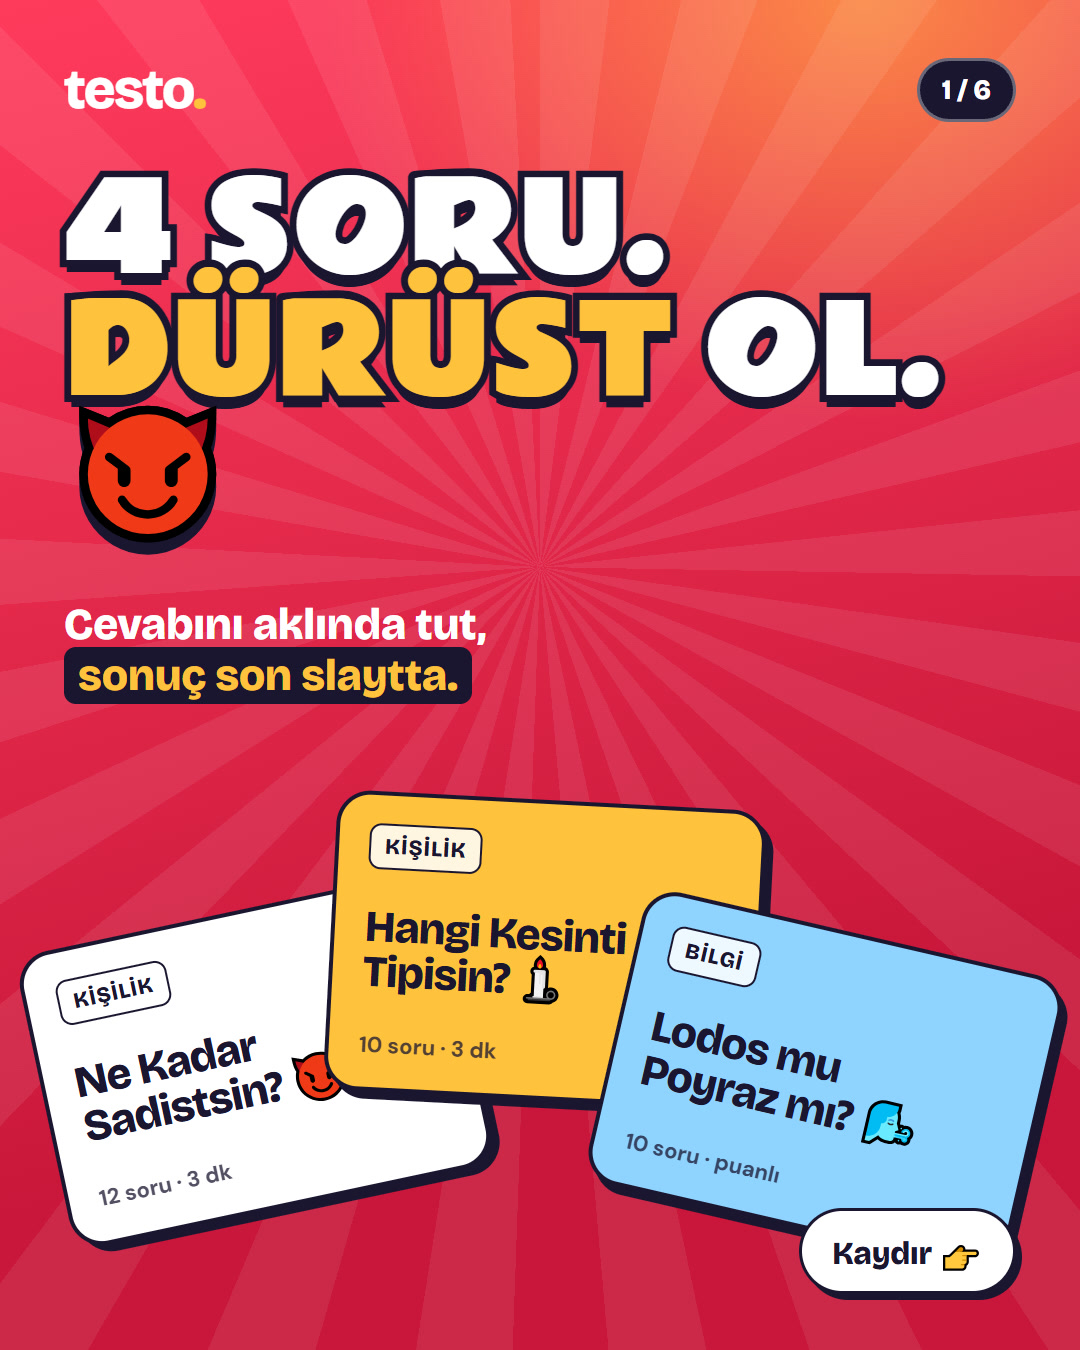 testo.
1 / 6
4 SORU.
DÜRÜST OL.
Cevabını aklında tut,
sonuç son slaytta.
KİŞİLİK
Ne Kadar
Sadistsin?
12 soru · 3 dk
KİŞİLİK
Hangi Kesinti
Tipisin?
10 soru · 3 dk
BİLGİ
Lodos mu
Poyraz mı?
10 soru · puanlı
Kaydır